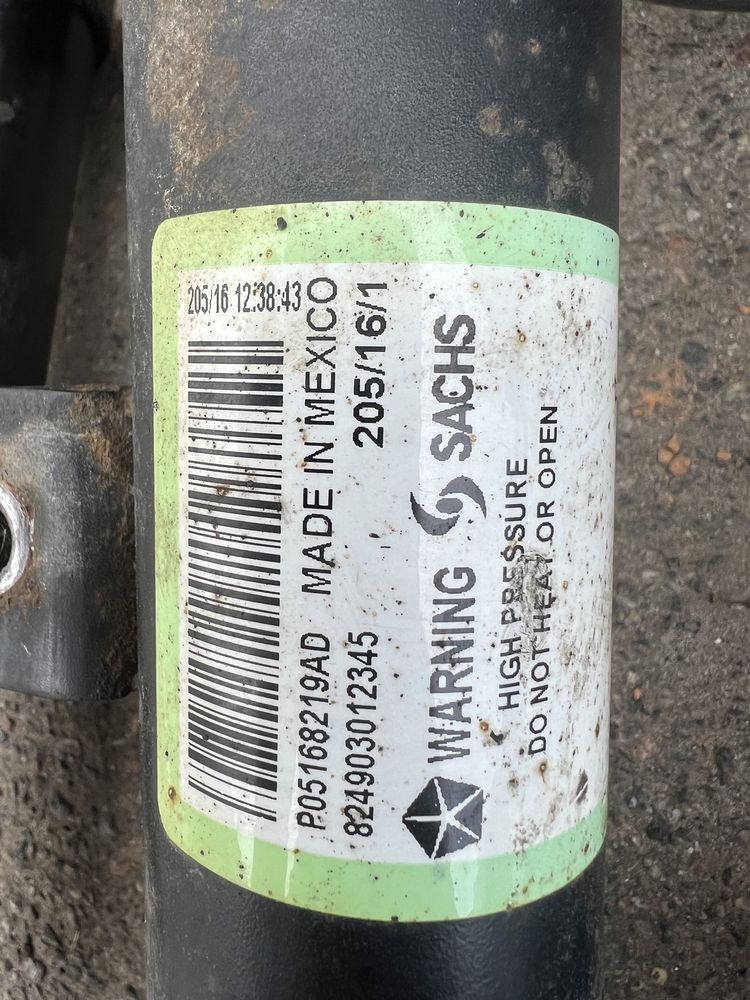 205/16 12:38:43
P05168219AD MADE IN MEXICO
824903012345 205/16/1
WARNING SACHS
HIGH PRESSURE
DO NOT HEAT OR OPEN